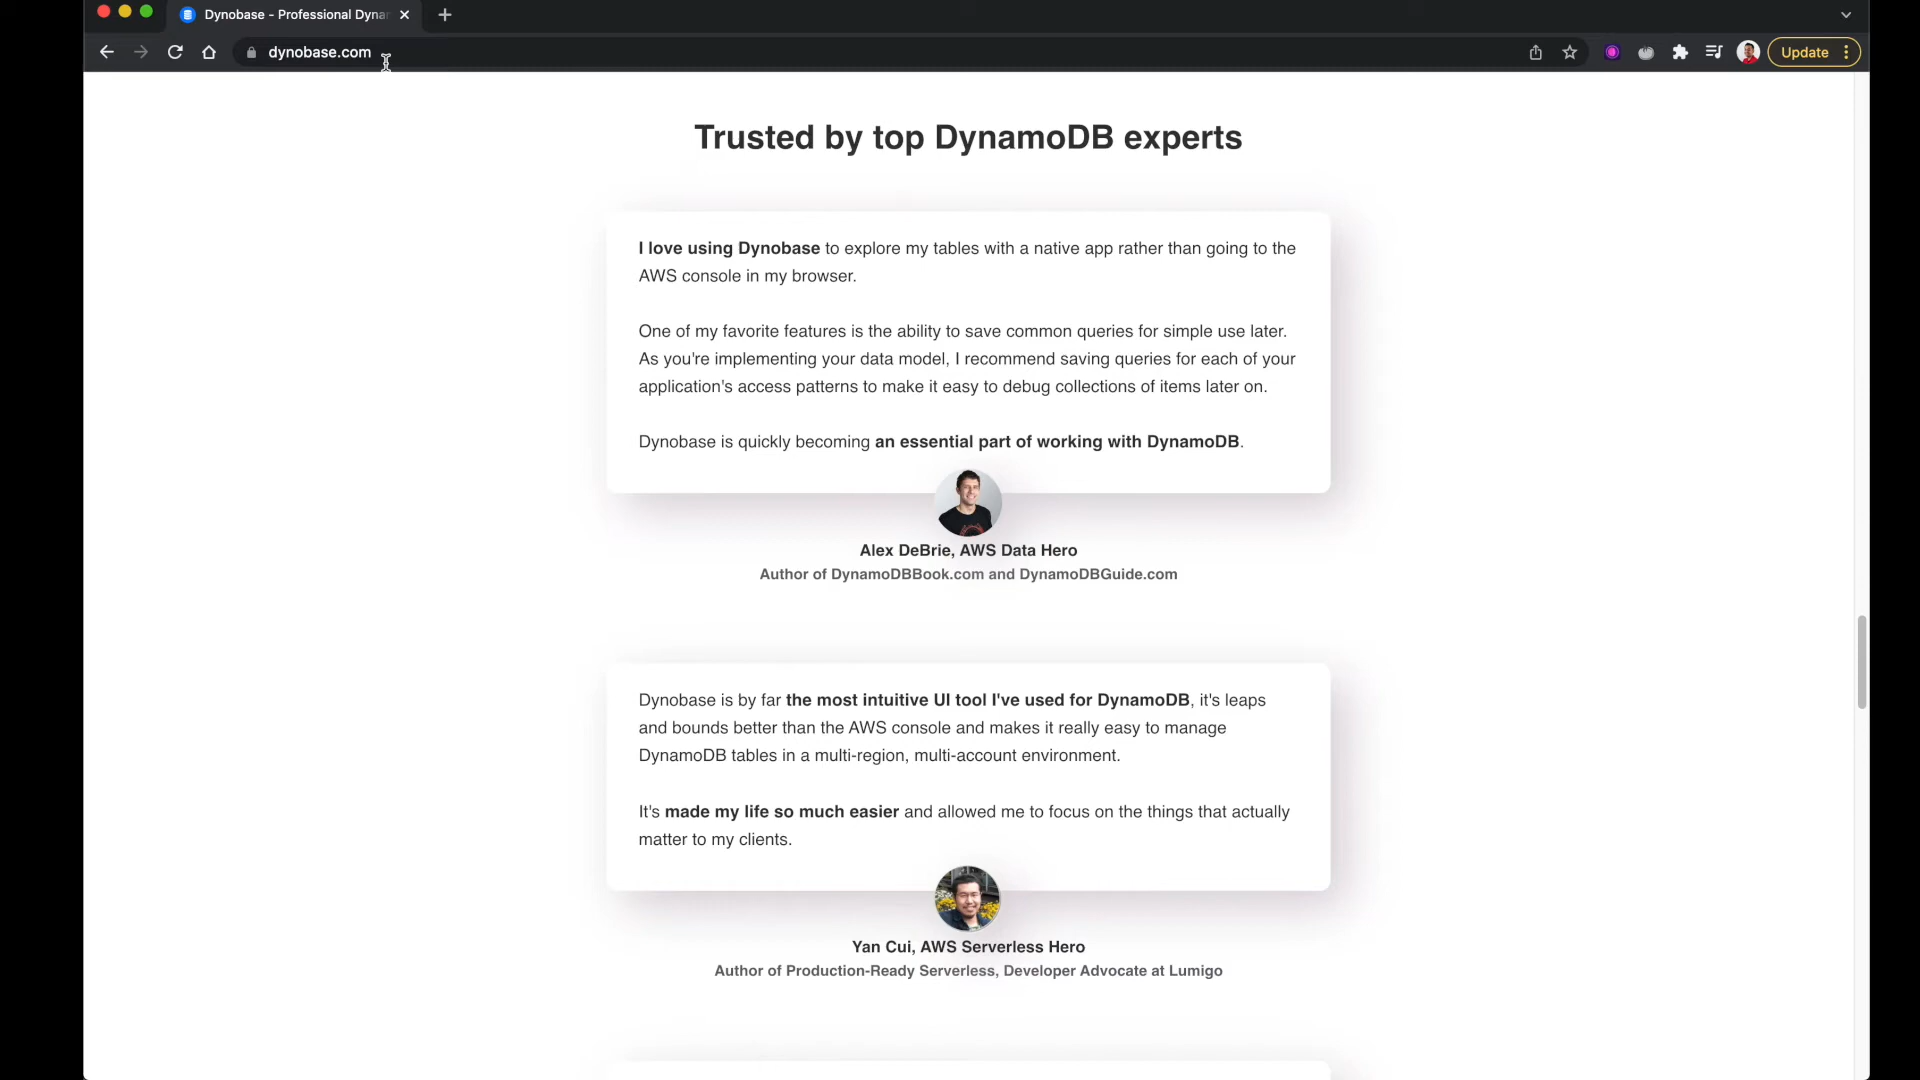 Dynobase - Professional Dyna
dynobase.com
Update
Trusted by top DynamoDB experts
I love using Dynobase to explore my tables with a native app rather than going to the
AWS console in my browser.
One of my favorite features is the ability to save common queries for simple use later.
As you're implementing your data model, I recommend saving queries for each of your
application's access patterns to make it easy to debug collections of items later on.
Dynobase is quickly becoming an essential part of working with DynamoDB.
Alex DeBrie, AWS Data Hero
Author of DynamoDBBook.com and DynamoDBGuide.com
Dynobase is by far the most intuitive UI tool I've used for DynamoDB, it's leaps
and bounds better than the AWS console and makes it really easy to manage
DynamoDB tables in a multi-region, multi-account environment.
It's made my life so much easier and allowed me to focus on the things that actually
matter to my clients.
Yan Cui, AWS Serverless Hero
Author of Production-Ready Serverless, Developer Advocate at Lumigo